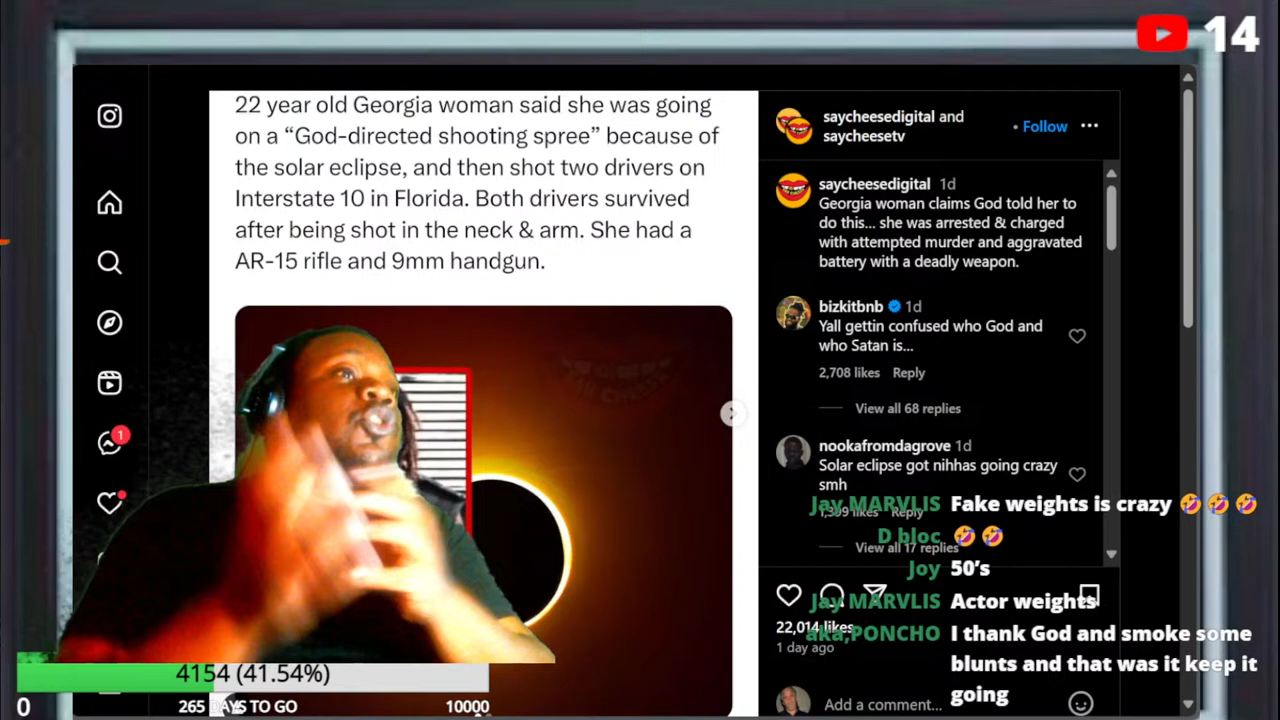 14
22 year old Georgia woman said she was going
on a “God-directed shooting spree” because of
the solar eclipse, and then shot two drivers on
Interstate 10 in Florida. Both drivers survived
after being shot in the neck & arm. She had a
AR-15 rifle and 9mm handgun.
saycheesedigital and
saycheesetv
• Follow
saycheesedigital 1d
Georgia woman claims God told her to
do this... she was arrested & charged
with attempted murder and aggravated
battery with a deadly weapon.
bizkitbnb 1d
Yall gettin confused who God and
who Satan is...
2,708 likes Reply
View all 68 replies
nookafromdagrove 1d
Solar eclipse got nihhas going crazy
smh
Reply
View all 17 replies
1
Jay MARVLIS Fake weights is crazy 🤣 🤣 🤣
D bloc 🤣 🤣
Joy 50’s
Jay MARVLIS Actor weights
aka,PONCHO I thank God and smoke some
blunts and that was it keep it
going
22,014 likes
1 day ago
Add a comment...
4154 (41.54%)
0 265 DAYS TO GO 10000